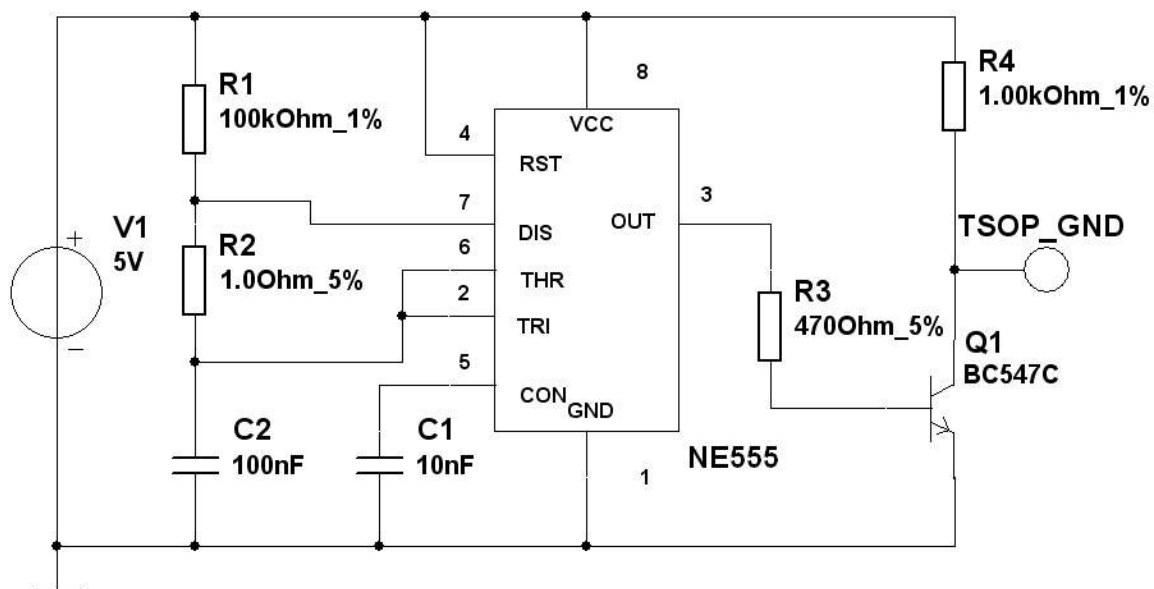 R1
100kOhm_1%
V1
5V
+
−
R2
1.0Ohm_5%
C2
100nF
C1
10nF
4
7
6
2
5
8
VCC
RST
DIS
THR
TRI
CON
GND
OUT
3
1
NE555
R3
470Ohm_5%
R4
1.00kOhm_1%
TSOP_GND
Q1
BC547C